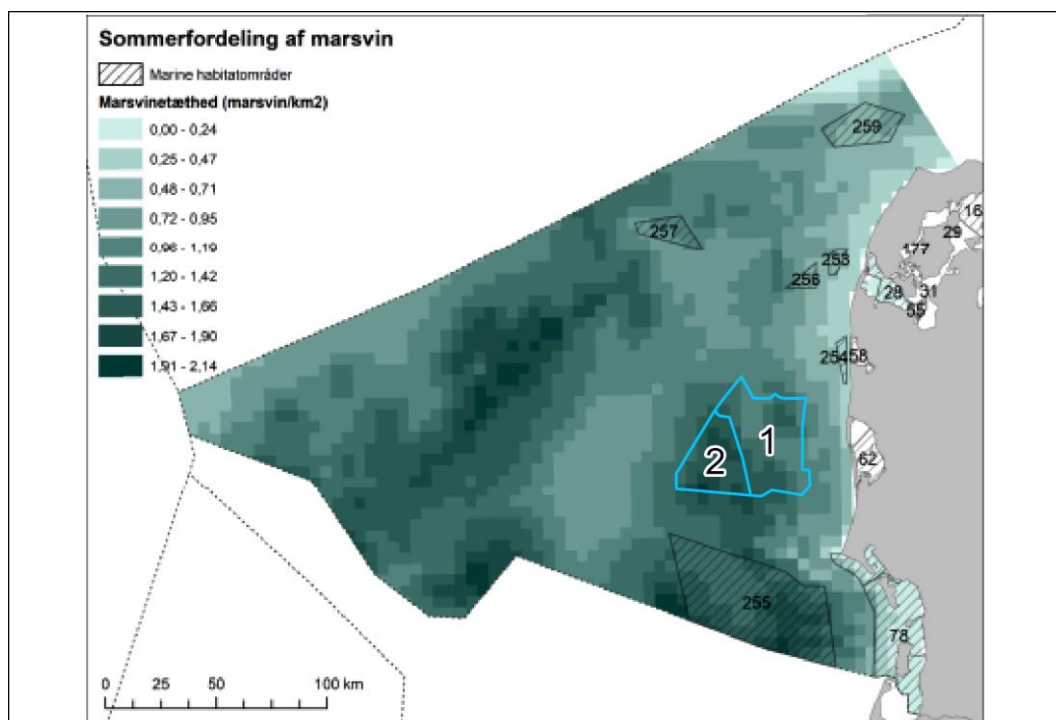 Sommerfordeling af marsvin
Marine habitatområder
Marsvinetæthed (marsvin/km2)
0,00 - 0,24
0,25 - 0,47
0,48 - 0,71
0,72 - 0,95
0,96 - 1,19
1,20 - 1,42
1,43 - 1,66
1,67 - 1,90
1,91 - 2,14
259
16
29
257
177
253
256
28
31
55
254
58
1
2
62
255
78
0 25 50 100 km